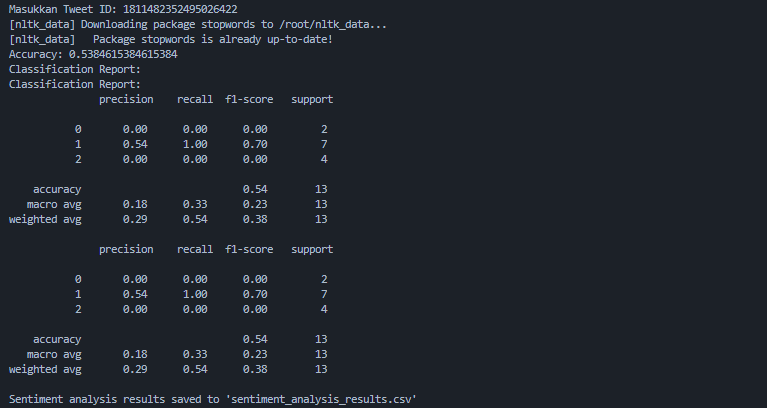 Masukkan Tweet ID: 1811482352495026422
[nltk_data] Downloading package stopwords to /root/nltk_data...
[nltk_data]   Package stopwords is already up-to-date!
Accuracy: 0.5384615384615384
Classification Report:
Classification Report:
              precision    recall  f1-score   support

           0       0.00      0.00      0.00         2
           1       0.54      1.00      0.70         7
           2       0.00      0.00      0.00         4

    accuracy                           0.54        13
   macro avg       0.18      0.33      0.23        13
weighted avg       0.29      0.54      0.38        13

              precision    recall  f1-score   support

           0       0.00      0.00      0.00         2
           1       0.54      1.00      0.70         7
           2       0.00      0.00      0.00         4

    accuracy                           0.54        13
   macro avg       0.18      0.33      0.23        13
weighted avg       0.29      0.54      0.38        13

Sentiment analysis results saved to 'sentiment_analysis_results.csv'